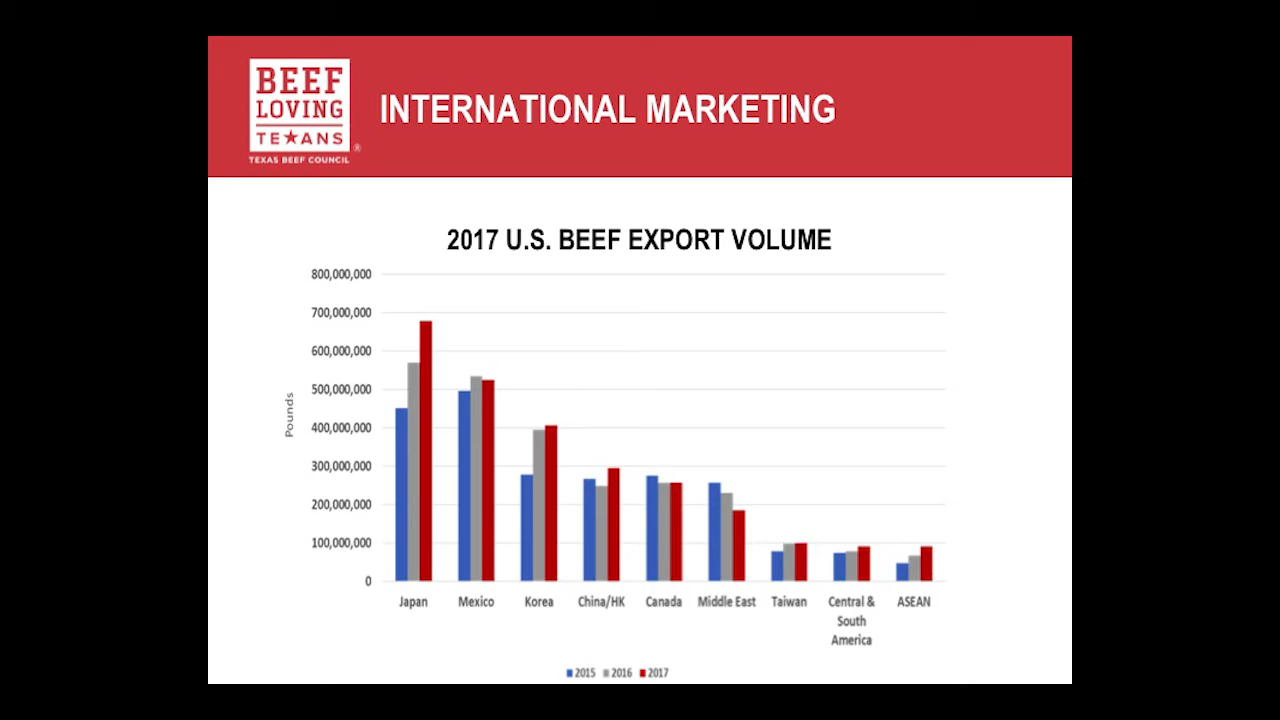 BEEF
LOVING
TEXANS
TEXAS BEEF COUNCIL
®
INTERNATIONAL MARKETING
2017 U.S. BEEF EXPORT VOLUME
800,000,000
700,000,000
600,000,000
500,000,000
400,000,000
300,000,000
200,000,000
100,000,000
0
Pounds
Japan
Mexico
Korea
China/HK
Canada
Middle East
Taiwan
Central &
South
America
ASEAN
2015 2016 2017